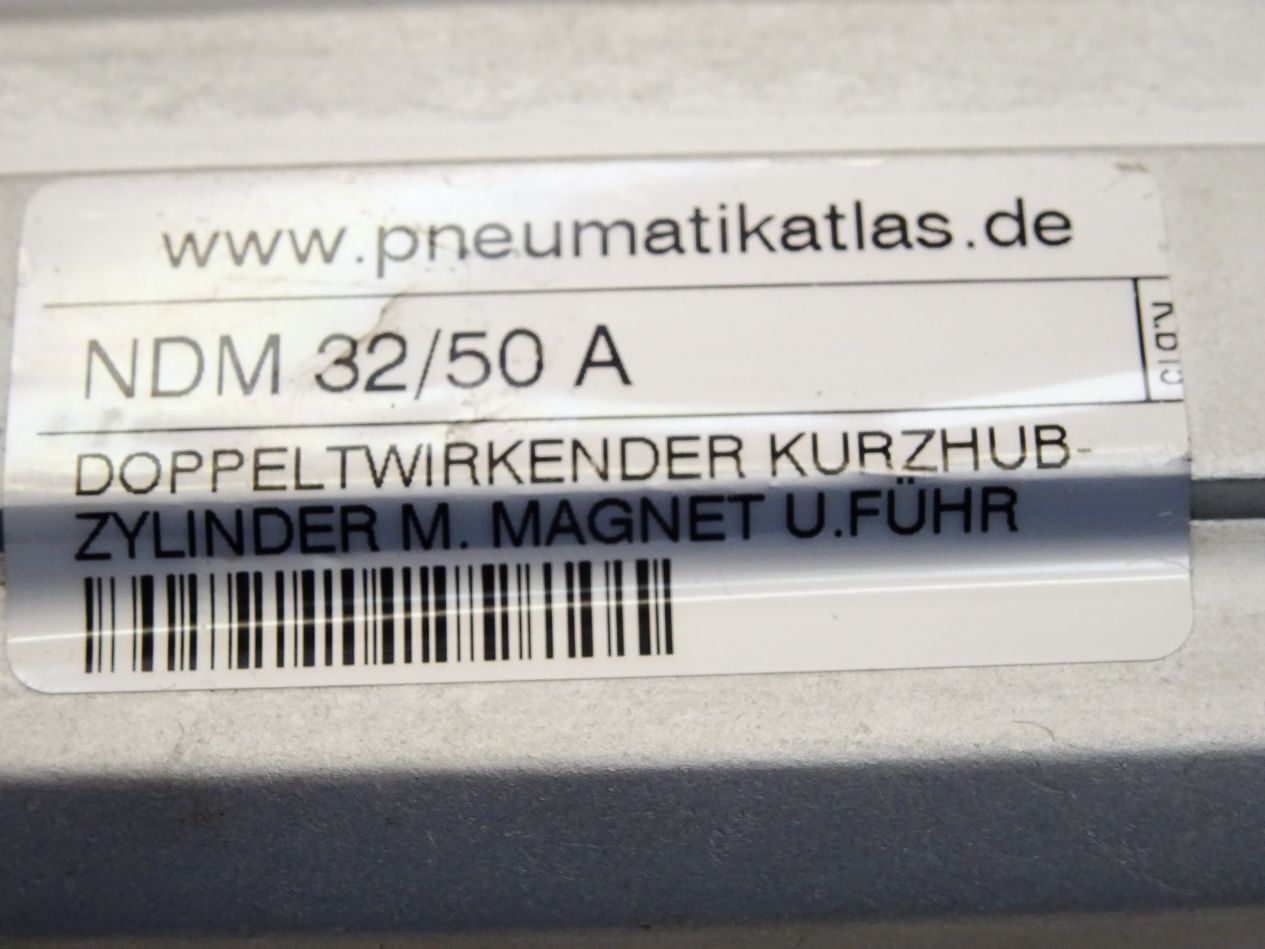 www.pneumatikatlas.de
NDM 32/50 A
DOPPELTWIRKENDER KURZHUB-
ZYLINDER M. MAGNET U.FÜHR